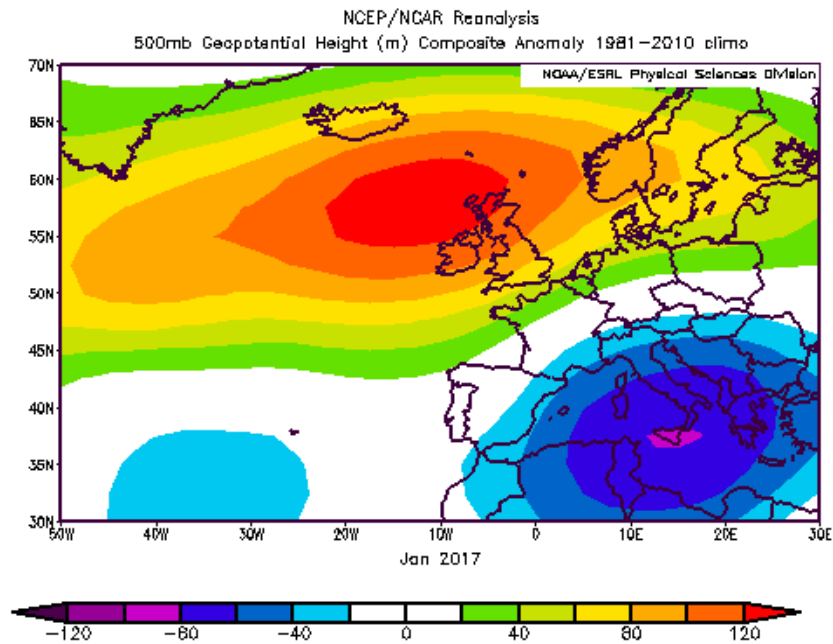 NCEP/NCAR Reanalysis
500mb Geopotential Height (m) Composite Anomaly 1981-2010 climo
NOAA/ESRL Physical Sciences Division
70N
65N
60N
55N
50N
45N
40N
35N
30N
50W 40W 30W 20W 10W 0 10E 20E 30E
Jan 2017
-120 -60 -40 0 40 80 120